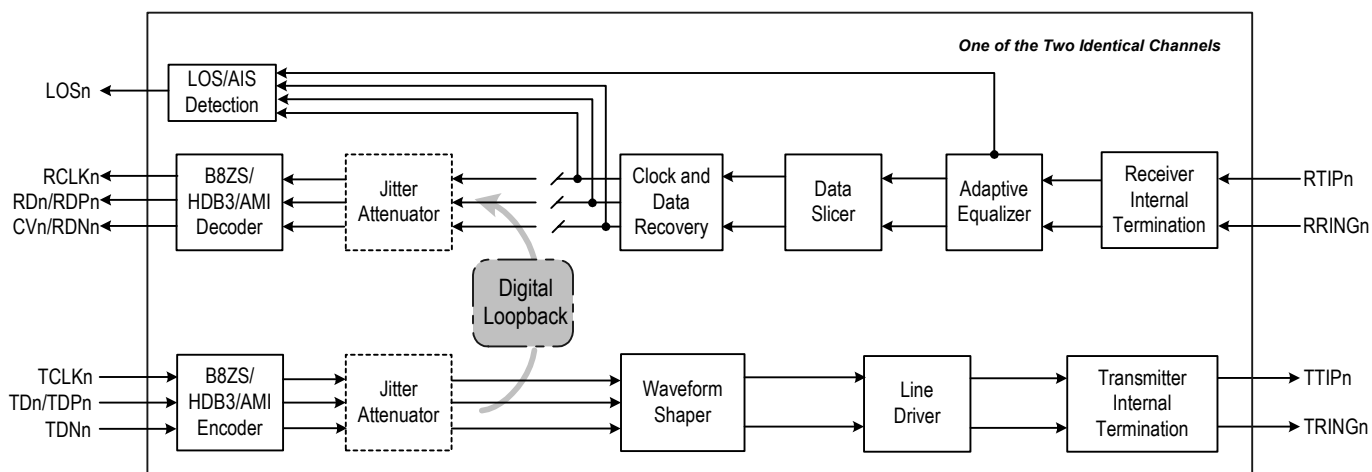 One of the Two Identical Channels
LOSn
LOS/AIS
Detection
RCLKn
RDn/RDPn
CVn/RDNn
B8ZS/
HDB3/AMI
Decoder
Jitter
Attenuator
Clock and
Data
Recovery
Data
Slicer
Adaptive
Equalizer
Receiver
Internal
Termination
RTIPn
RRINGn
Digital
Loopback
TCLKn
TDn/TDPn
TDNn
B8ZS/
HDB3/AMI
Encoder
Jitter
Attenuator
Waveform
Shaper
Line
Driver
Transmitter
Internal
Termination
TTIPn
TRINGn